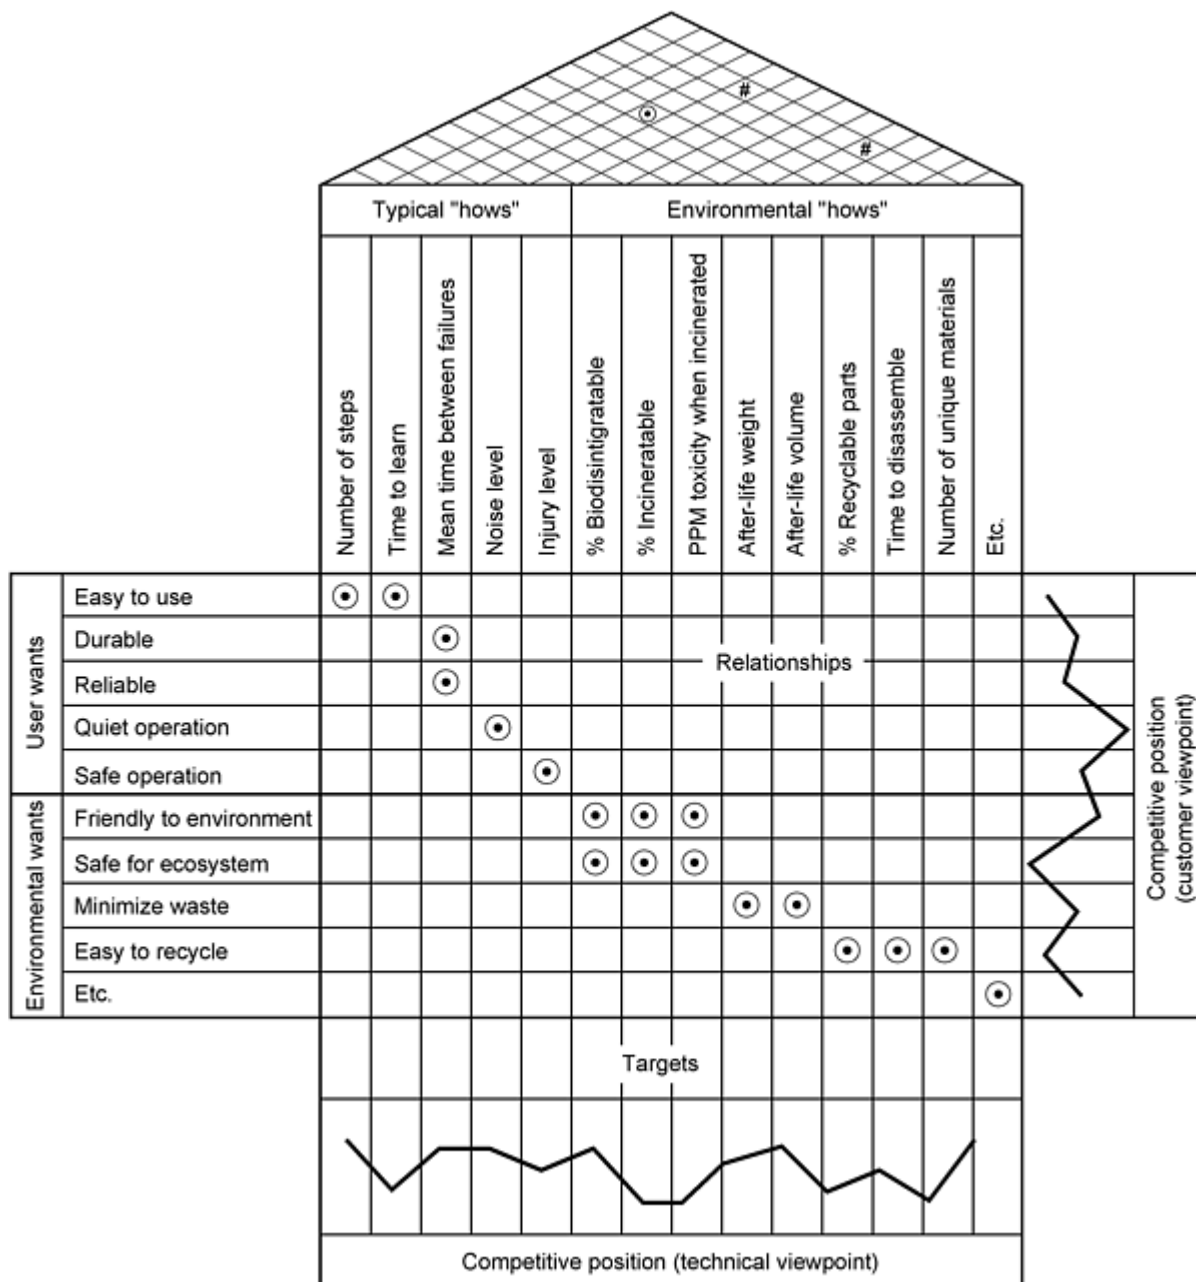 #
#
Typical "hows"
Environmental "hows"
Number of steps
Time to learn
Mean time between failures
Noise level
Injury level
% Biodisintigratable
% Incineratable
PPM toxicity when incinerated
After-life weight
After-life volume
% Recyclable parts
Time to disassemble
Number of unique materials
Etc.
User wants
Easy to use
Durable
Reliable
Quiet operation
Safe operation
Relationships
Environmental wants
Friendly to environment
Safe for ecosystem
Minimize waste
Easy to recycle
Etc.
Competitive position
(customer viewpoint)
Targets
Competitive position (technical viewpoint)